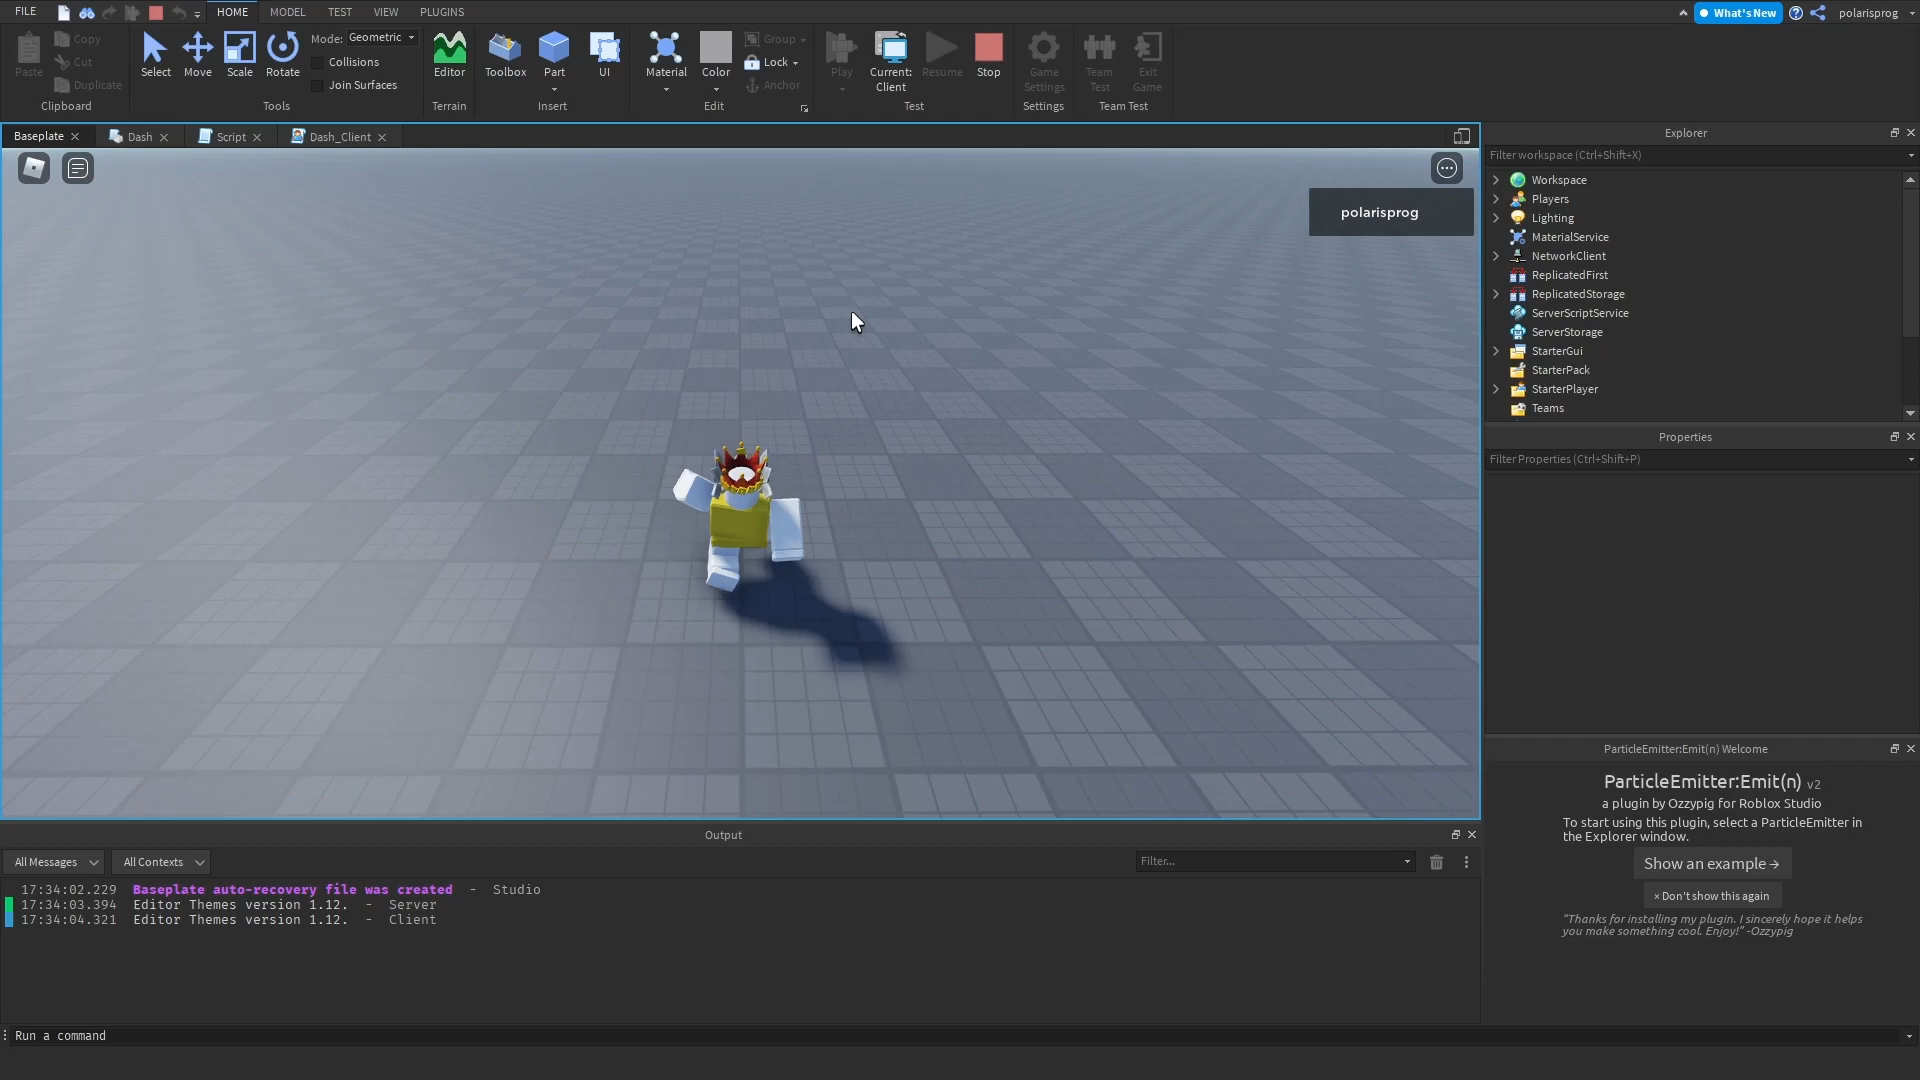 FILE HOME MODEL TEST VIEW PLUGINS What's New polarisprog
Paste Copy Cut Duplicate
Clipboard
Select Move Scale Rotate
Mode: Geometric
Collisions
Join Surfaces
Tools
Editor
Terrain
Toolbox Part UI
Insert
Material Color
Group
Lock
Anchor
Edit
Play
Current: Client
Resume Stop
Test
Game Settings
Settings
Team Test
Exit Game
Team Test
Baseplate Dash Script Dash_Client
polarisprog
Explorer
Filter workspace (Ctrl+Shift+X)
Workspace
Players
Lighting
MaterialService
NetworkClient
ReplicatedFirst
ReplicatedStorage
ServerScriptService
ServerStorage
StarterGui
StarterPack
StarterPlayer
Teams
Properties
Filter Properties (Ctrl+Shift+P)
ParticleEmitter:Emit(n) Welcome
ParticleEmitter:Emit(n) v2
a plugin by Ozzypig for Roblox Studio
To start using this plugin, select a ParticleEmitter in
the Explorer window.
Show an example →
× Don't show this again
"Thanks for installing my plugin. I sincerely hope it helps
you make something cool. Enjoy!" -Ozzypig
Output
All Messages All Contexts Filter...
17:34:02.229 Baseplate auto-recovery file was created - Studio
17:34:03.394 Editor Themes version 1.12. - Server
17:34:04.321 Editor Themes version 1.12. - Client
Run a command